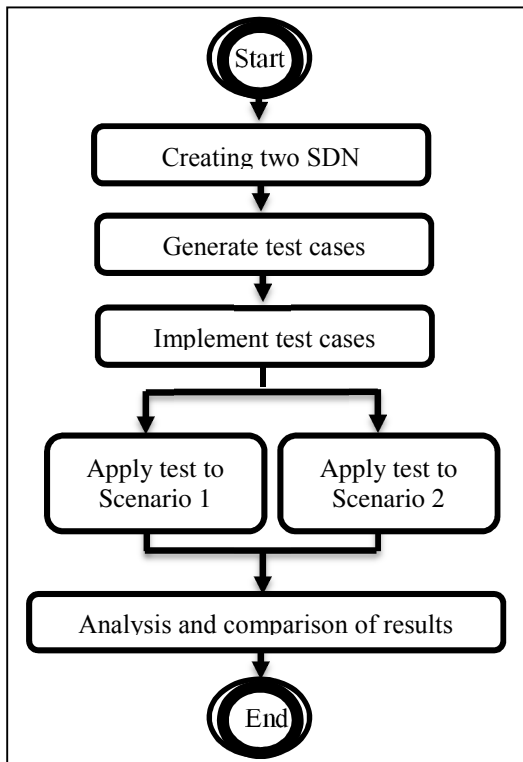 Start
Creating two SDN
Generate test cases
Implement test cases
Apply test to
Scenario 1
Apply test to
Scenario 2
Analysis and comparison of results
End